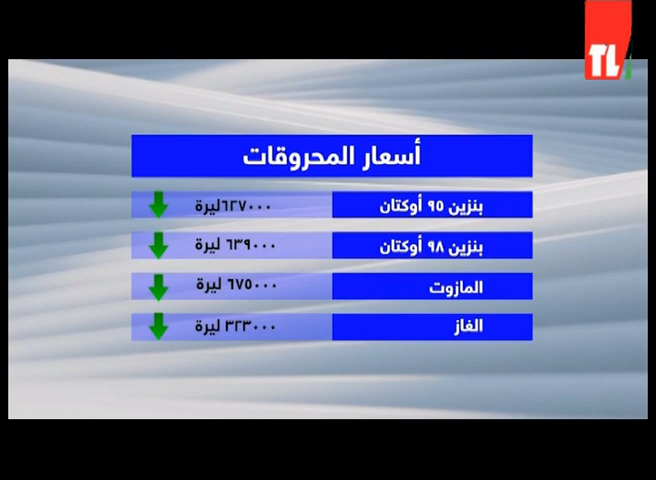 TL
أسعار المحروقات
بنزين ٩٥ أوكتان ٦٢٧٠٠٠ليرة
بنزين ٩٨ أوكتان ٦٣٩٠٠٠ ليرة
المازوت ٦٧٥٠٠٠ ليرة
الغاز ٣٢٣٠٠٠ ليرة